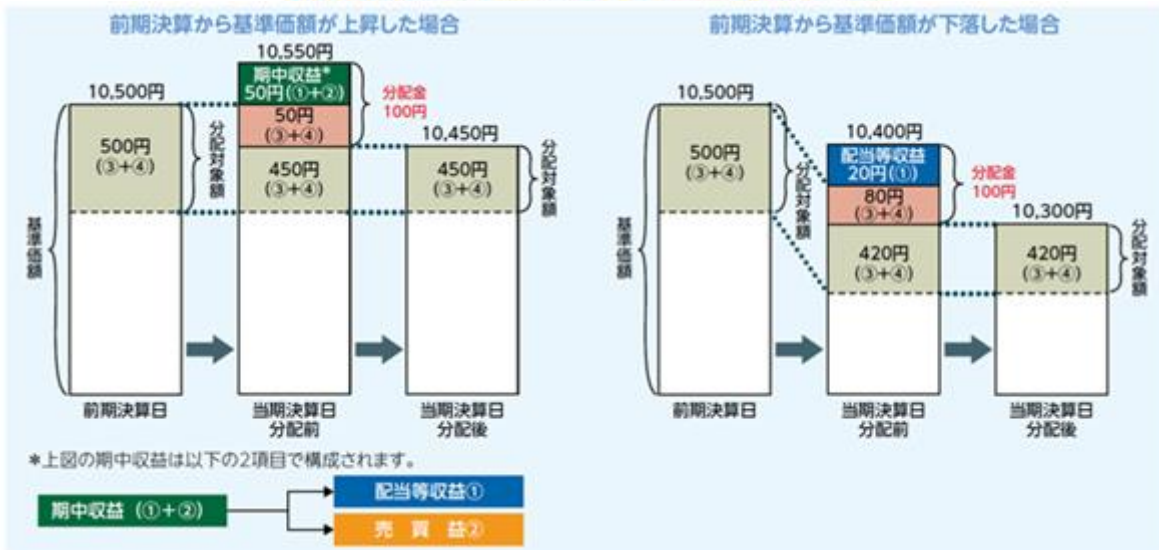 前期決算から基準価額が上昇した場合
10,500円
500円
(③+④)
分配対象額
基準価額
前期決算日
10,550円
期中収益*
50円(①+②)
50円
(③+④)
450円
(③+④)
分配金
100円
当期決算日
分配前
10,450円
450円
(③+④)
分配対象額
当期決算日
分配後
*上図の期中収益は以下の2項目で構成されます。
期中収益 (①+②)
配当等収益①
売 買 益②
前期決算から基準価額が下落した場合
10,500円
500円
(③+④)
分配対象額
基準価額
前期決算日
10,400円
配当等収益
20円(①)
80円
(③+④)
420円
(③+④)
分配金
100円
当期決算日
分配前
10,300円
420円
(③+④)
分配対象額
当期決算日
分配後